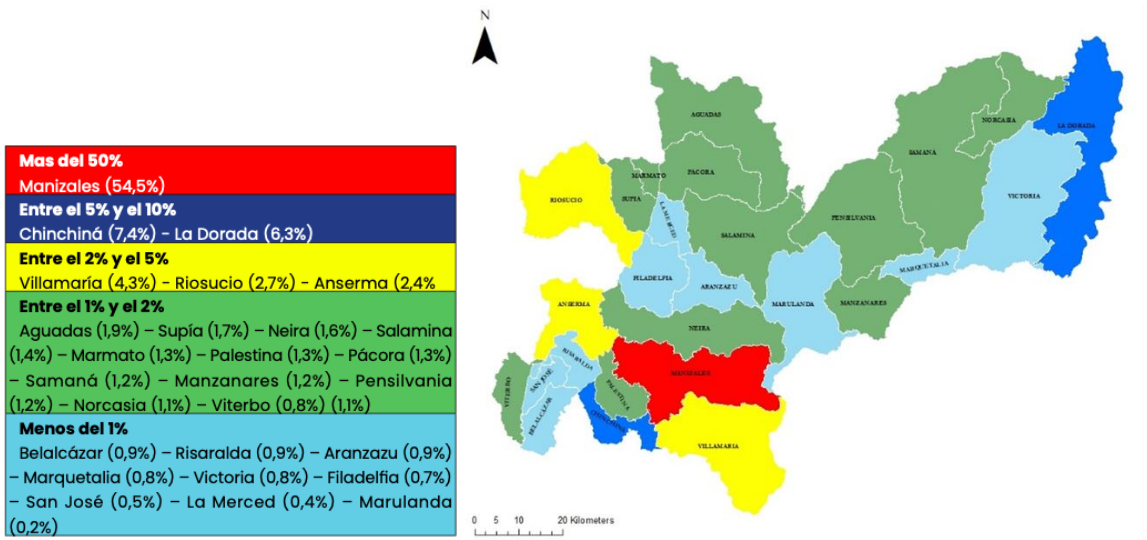 Mas del 50%
Manizales (54,5%)
Entre el 5% y el 10%
Chinchiná (7,4%) - La Dorada (6,3%)
Entre el 2% y el 5%
Villamaría (4,3%) - Riosucio (2,7%) - Anserma (2,4%
Entre el 1% y el 2%
Aguadas (1,9%) – Supía (1,7%) – Neira (1,6%) – Salamina
(1,4%) – Marmato (1,3%) – Palestina (1,3%) – Pácora (1,3%)
– Samaná (1,2%) – Manzanares (1,2%) – Pensilvania
(1,2%) – Norcasia (1,1%) – Viterbo (0,8%) (1,1%)
Menos del 1%
Belalcázar (0,9%) – Risaralda (0,9%) – Aranzazu (0,9%)
– Marquetalia (0,8%) – Victoria (0,8%) – Filadelfia (0,7%)
– San José (0,5%) – La Merced (0,4%) – Marulanda
(0,2%)
N
AGUADAS
NORCASIA
LA DORADA
SAMANA
MARMATO
PACORA
RIOSUCIO
SUPIA
VICTORIA
LA MERCED
PENSILVANIA
SALAMINA
MARQUETALIA
FILADELFIA
ARANZAZU
ANSERMA
MARULANDA
MANZANARES
NEIRA
RISARALDA
MANIZALES
SAN JOSE
VITERBO
PALESTINA
BELALCAZAR
CHINCHINA
VILLAMARIA
0 5 10 20 Kilometers